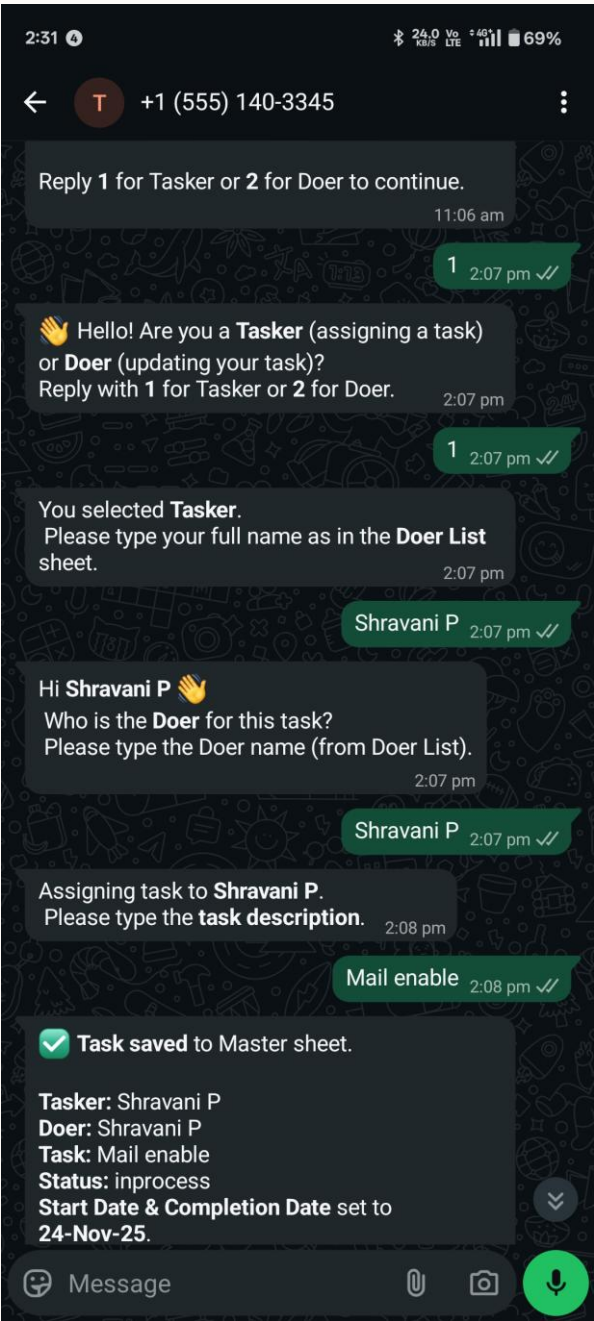 2:31 4 24.0 KB/S Vo LTE 4G+ 69%
T +1 (555) 140-3345
Reply 1 for Tasker or 2 for Doer to continue.
11:06 am
1 2:07 pm
👋 Hello! Are you a Tasker (assigning a task)
or Doer (updating your task)?
Reply with 1 for Tasker or 2 for Doer.
2:07 pm
1 2:07 pm
You selected Tasker.
Please type your full name as in the Doer List
sheet.
2:07 pm
Shravani P 2:07 pm
Hi Shravani P 👋
Who is the Doer for this task?
Please type the Doer name (from Doer List).
2:07 pm
Shravani P 2:07 pm
Assigning task to Shravani P.
Please type the task description.
2:08 pm
Mail enable 2:08 pm
✅ Task saved to Master sheet.
Tasker: Shravani P
Doer: Shravani P
Task: Mail enable
Status: inprocess
Start Date & Completion Date set to
24-Nov-25.
Message